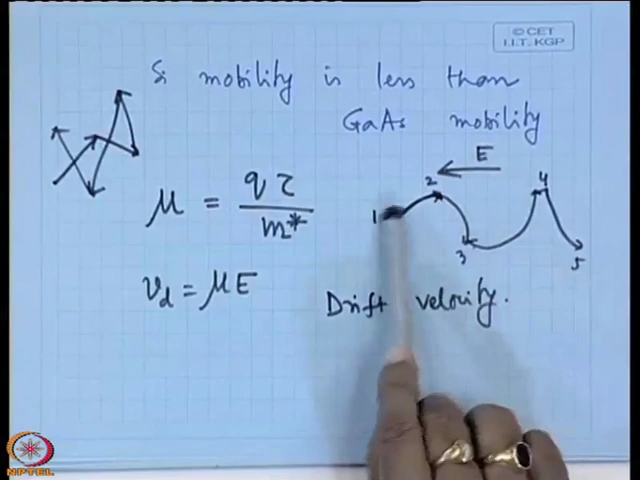 © CET
I.I.T. KGP
Si mobility is less than
GaAs mobility
E
μ = qτ / m*
1 2 3 4 5
v_d = μE
Drift velocity.
NPTEL